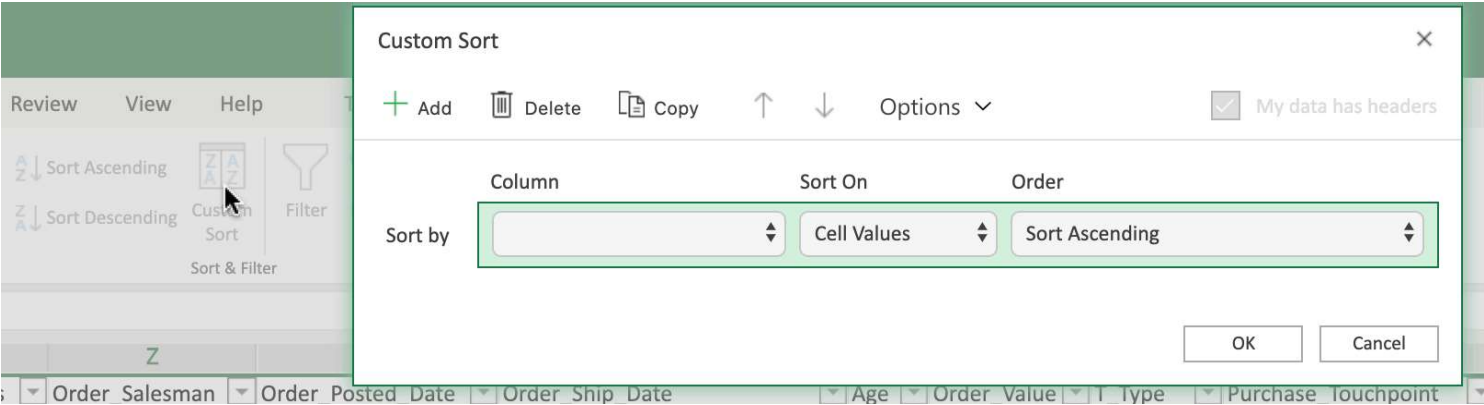 Custom Sort
Review View Help
Add Delete Copy Options My data has headers
Sort Ascending
Sort Descending
Custom
Sort
Filter
Sort & Filter
Column Sort On Order
Sort by Cell Values Sort Ascending
OK Cancel
Z
Order_Salesman Order_Posted_Date Order_Ship_Date Age Order_Value T_Type Purchase_Touchpoint